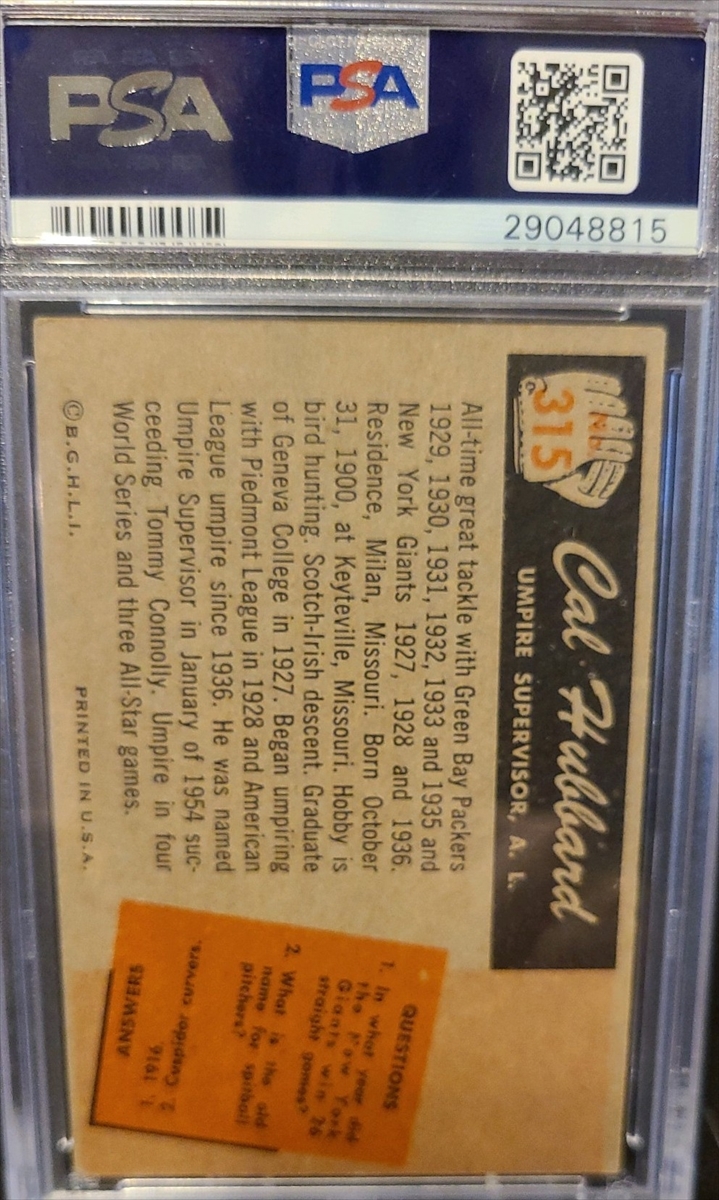 PSA
PSA
29048815
NO.
315
Cal Hubbard
UMPIRE SUPERVISOR, A. L.
All-time great tackle with Green Bay Packers
1929, 1930, 1931, 1932, 1933 and 1935 and
New York Giants 1927, 1928 and 1936.
Residence, Milan, Missouri. Born October
31, 1900, at Keyteville, Missouri. Hobby is
bird hunting. Scotch-Irish descent. Graduate
of Geneva College in 1927. Began umpiring
with Piedmont League in 1928 and American
League umpire since 1936. He was named
Umpire Supervisor in January of 1954 suc-
ceeding Tommy Connolly. Umpire in four
World Series and three All-Star games.
©B.G.H.L.I.
PRINTED IN U.S.A.
QUESTIONS
1. In what year did
the New York
Giants win 26
straight games?
2. What is the old
name for spitball
pitchers?
ANSWERS
1. 1916
2. Cuspidor curvers.